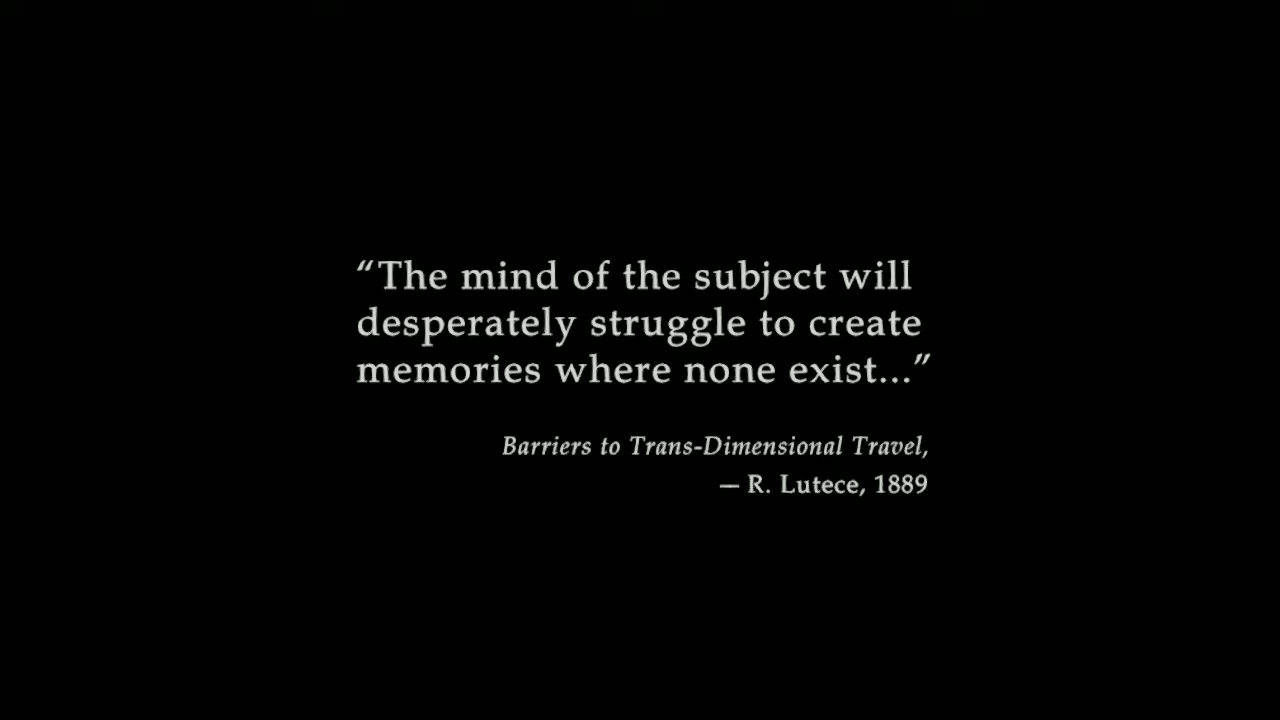 “The mind of the subject will
desperately struggle to create
memories where none exist...”
Barriers to Trans-Dimensional Travel,
— R. Lutece, 1889